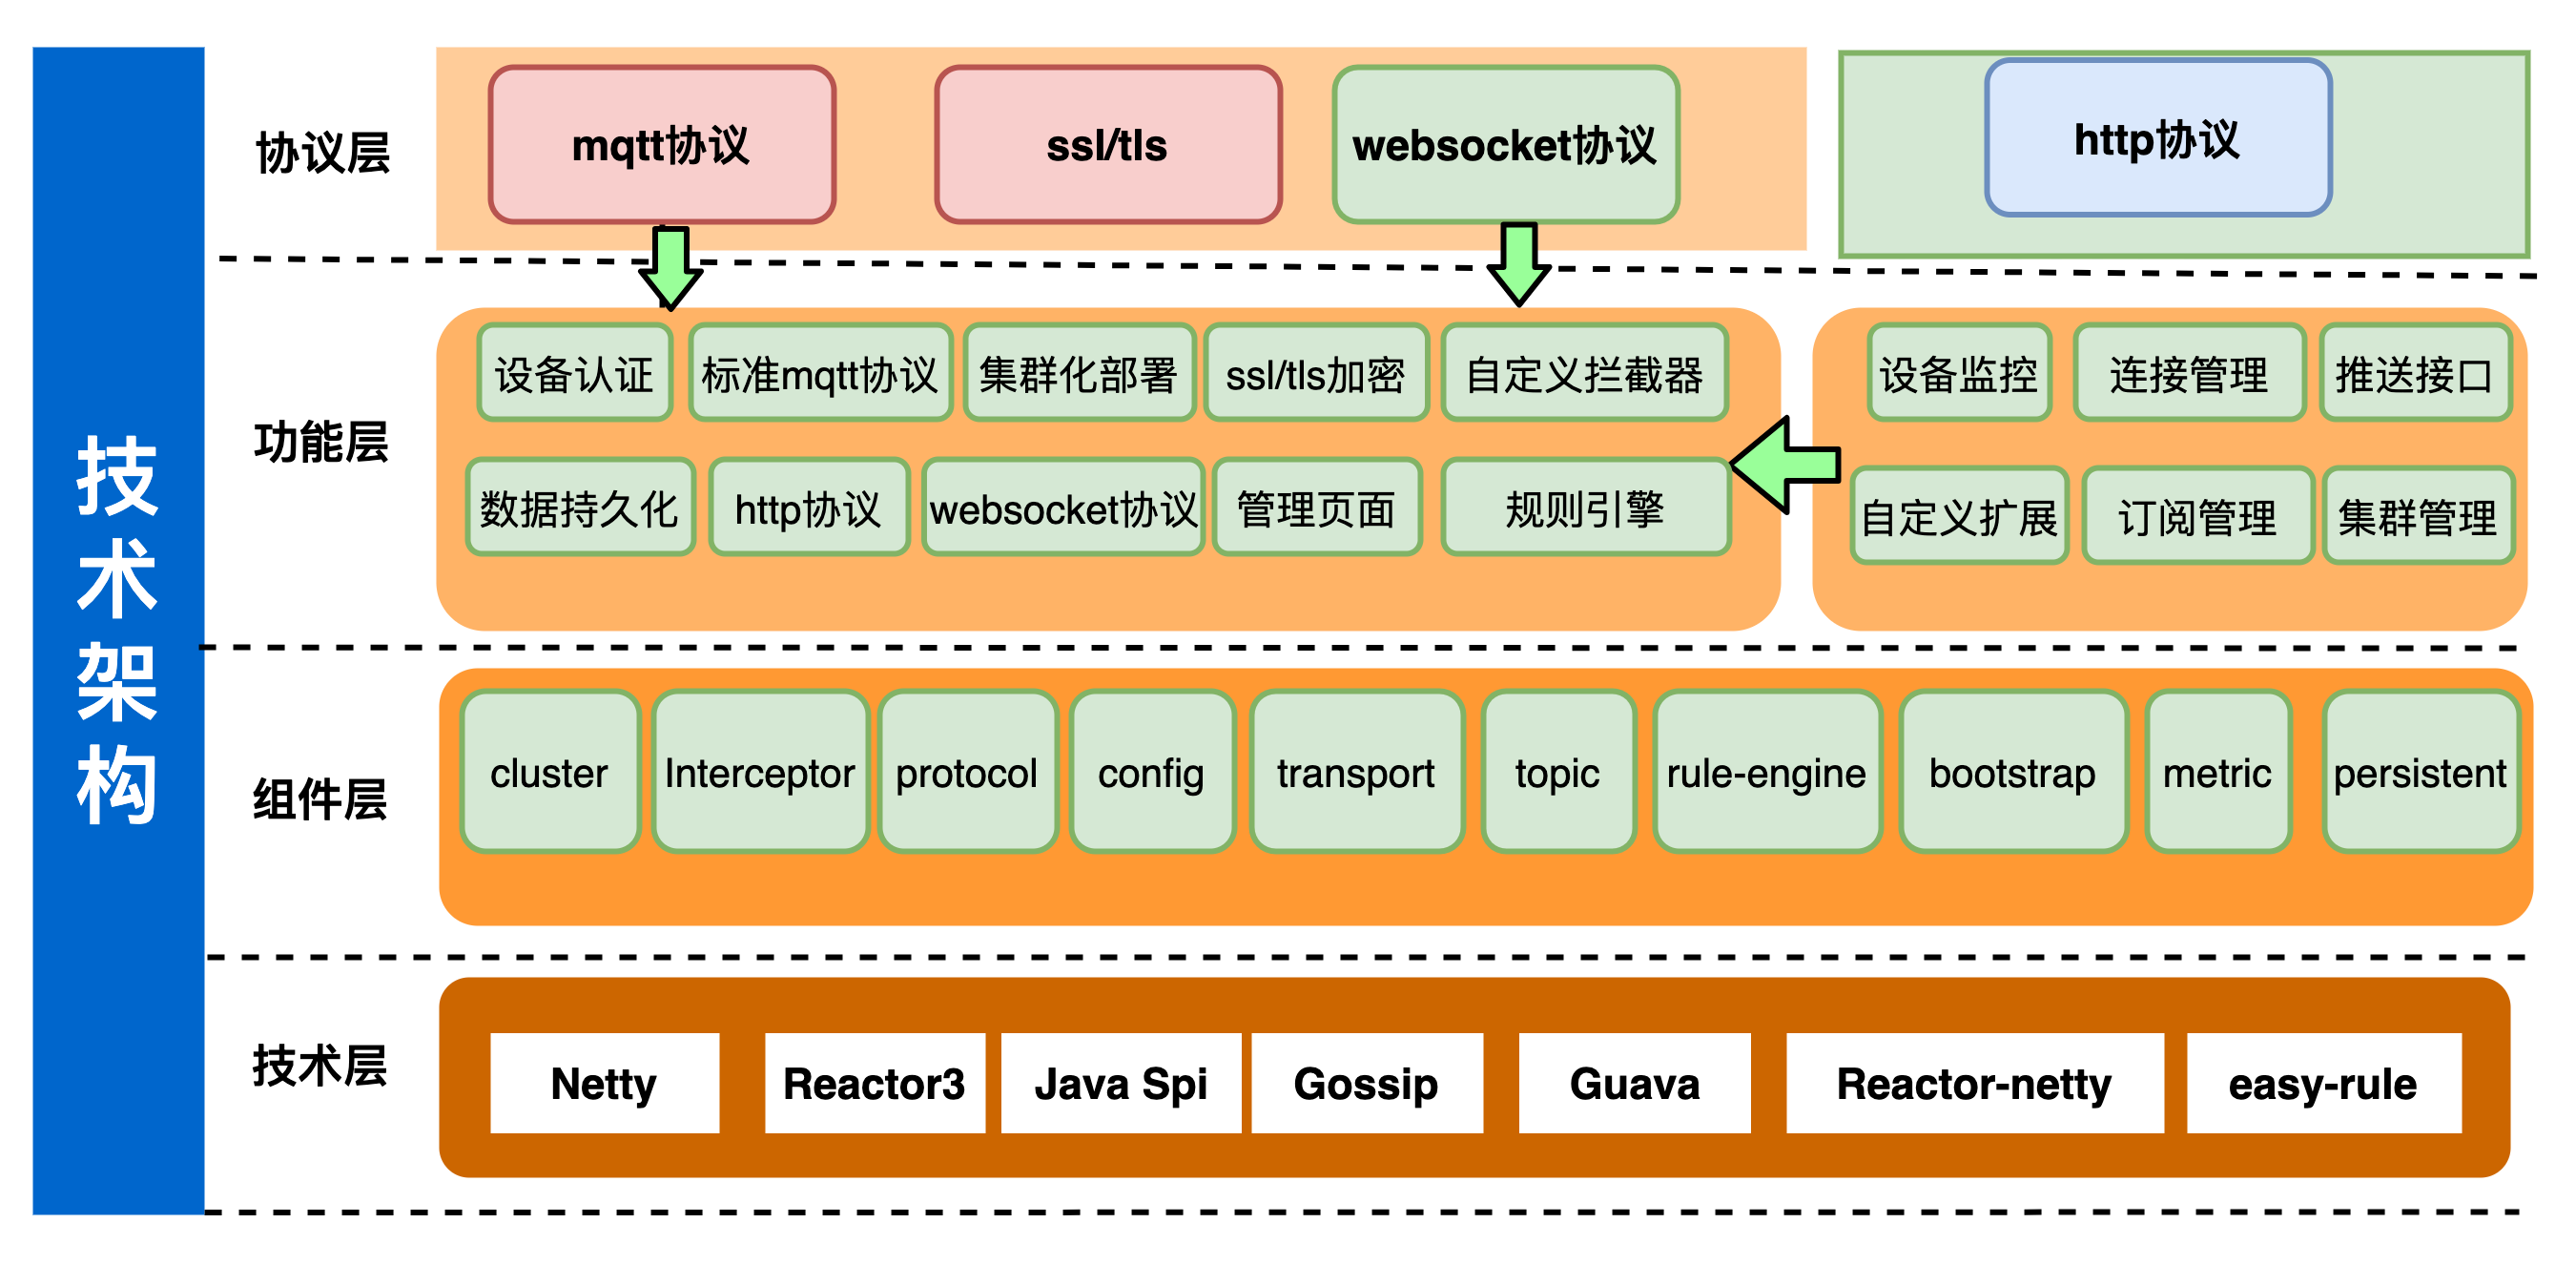 技术架构
协议层
mqtt协议
ssl/tls
websocket协议
http协议
功能层
设备认证
标准mqtt协议
集群化部署
ssl/tls加密
自定义拦截器
数据持久化
http协议
websocket协议
管理页面
规则引擎
设备监控
连接管理
推送接口
自定义扩展
订阅管理
集群管理
组件层
cluster
Interceptor
protocol
config
transport
topic
rule-engine
bootstrap
metric
persistent
技术层
Netty
Reactor3
Java Spi
Gossip
Guava
Reactor-netty
easy-rule